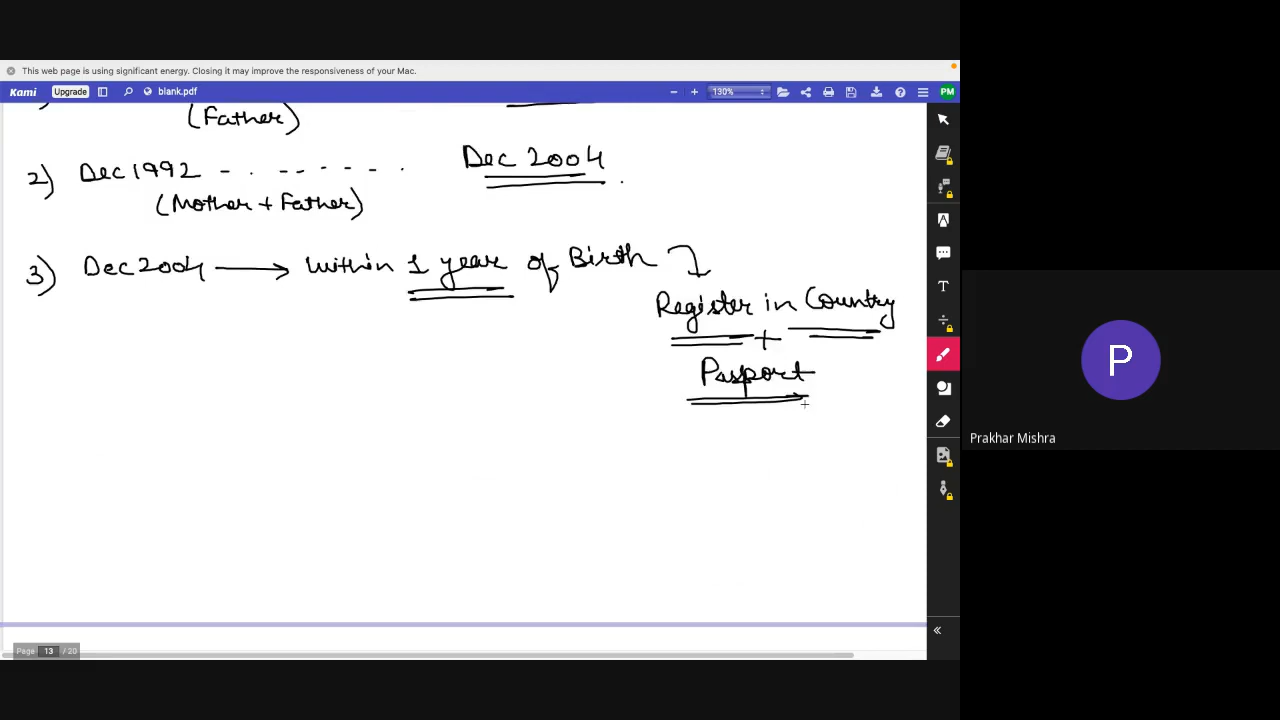 This web page is using significant energy. Closing it may improve the responsiveness of your Mac.
Kami Upgrade blank.pdf 130% PM
(Father)
2) Dec 1992 Dec 2004
(Mother + Father)
3) Dec 2004 → within 1 year of Birth
Register in Country
+
Passport
P
Prakhar Mishra
Page 13 / 20